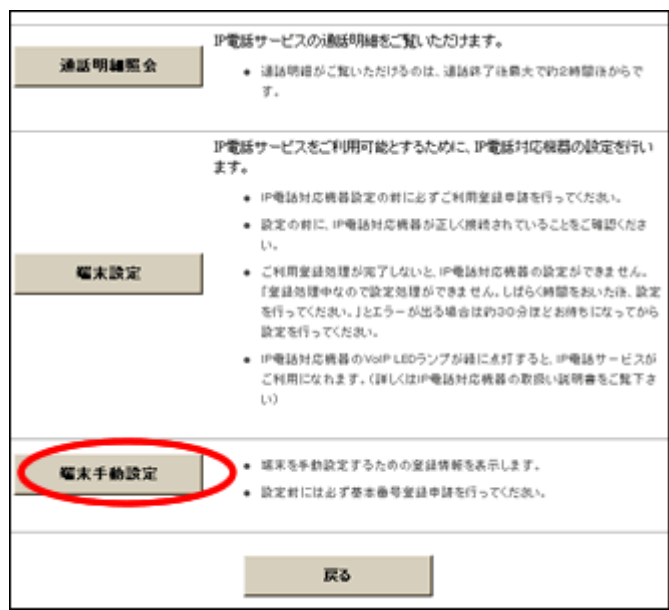 通話明細照会
IP電話サービスの通話明細をご覧いただけます。
● 通話明細がご覧いただけるのは、通話終了後最大で約2時間後からで
す。
IP電話サービスをご利用可能とするために、IP電話対応機器の設定を行い
ます。
● IP電話対応機器設定の前に必ずご利用登録申請を行ってください。
● 設定の前に、IP電話対応機器が正しく接続されていることをご確認くださ
い。
端末設定
● ご利用登録処理が完了しないと、IP電話対応機器の設定ができません。
「登録処理中なので設定処理ができません。しばらく時間をおいた後、設定
を行ってください。」とエラーが出る場合は約30分ほどお待ちになってから
設定を行ってください。
● IP電話対応機器のVoIP LEDランプが緑に点灯すると、IP電話サービスが
ご利用になれます。（詳しくはIP電話対応機器の取扱い説明書をご覧下さ
い）
端末手動設定
● 端末を手動設定するための登録情報を表示します。
● 設定前には必ず基本番号登録申請を行ってください。
戻る